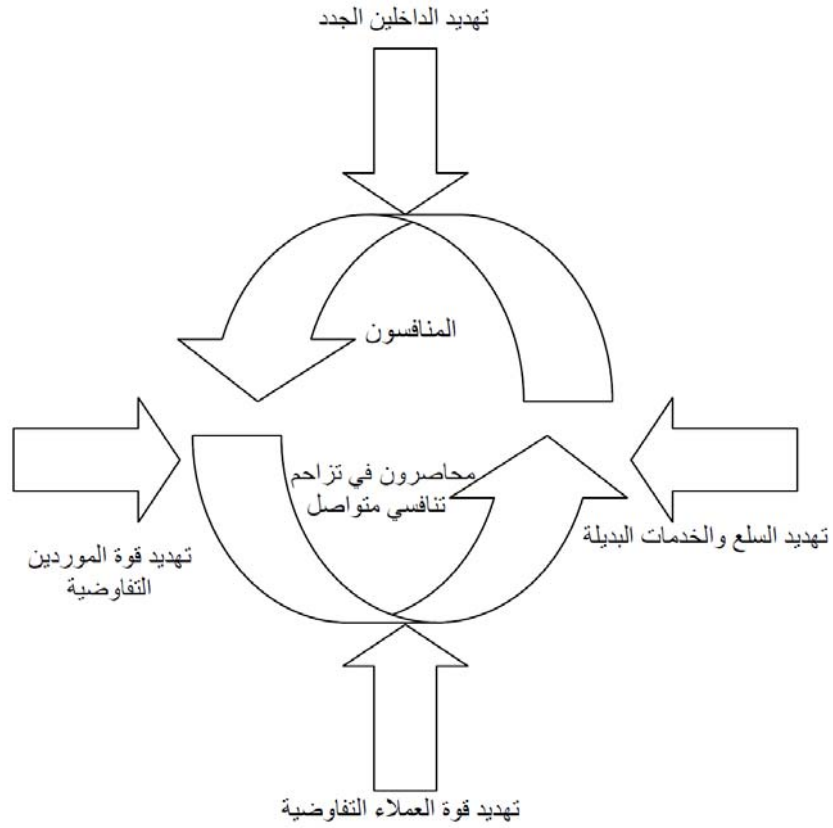 تهديد الداخلين الجدد
المنافسون
محاصرون في تزاحم
تنافسي متواصل
تهديد السلع والخدمات البديلة
تهديد قوة الموردين
التفاوضية
تهديد قوة العملاء التفاوضية